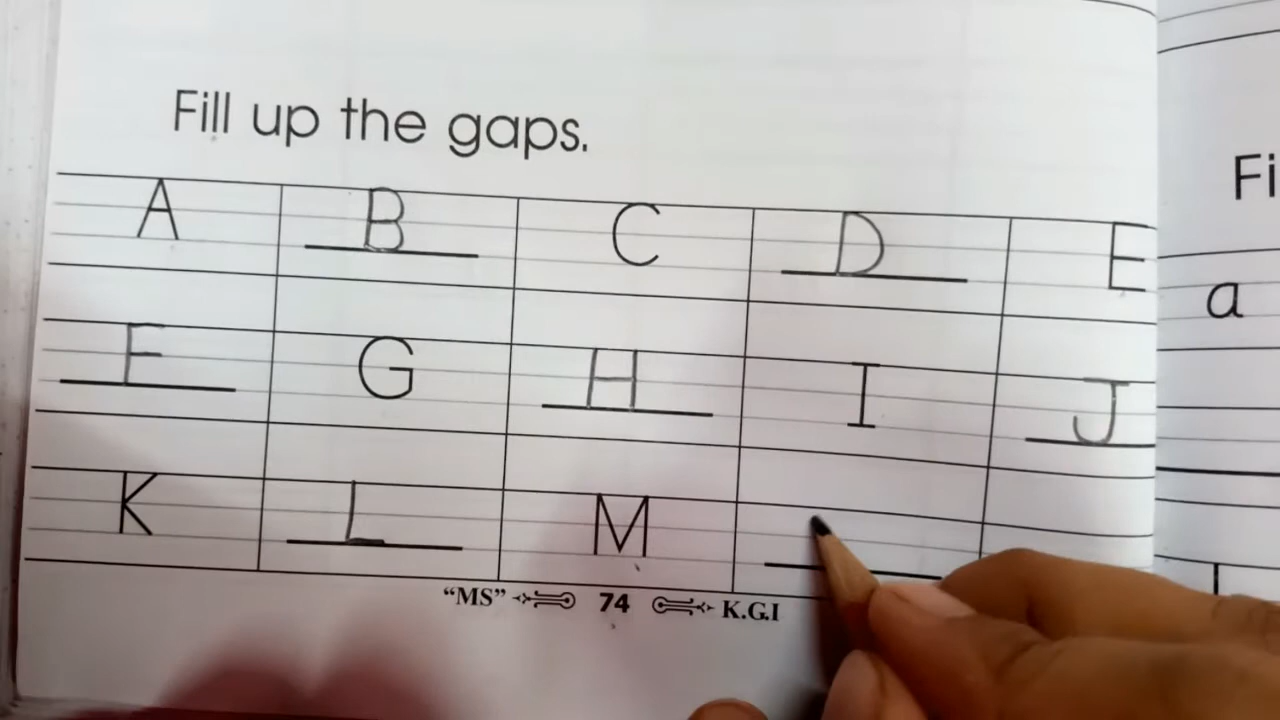 Fill up the gaps.
A B C D E
F G H I J
K L M
"MS" 74 K.G.I
Fi
a